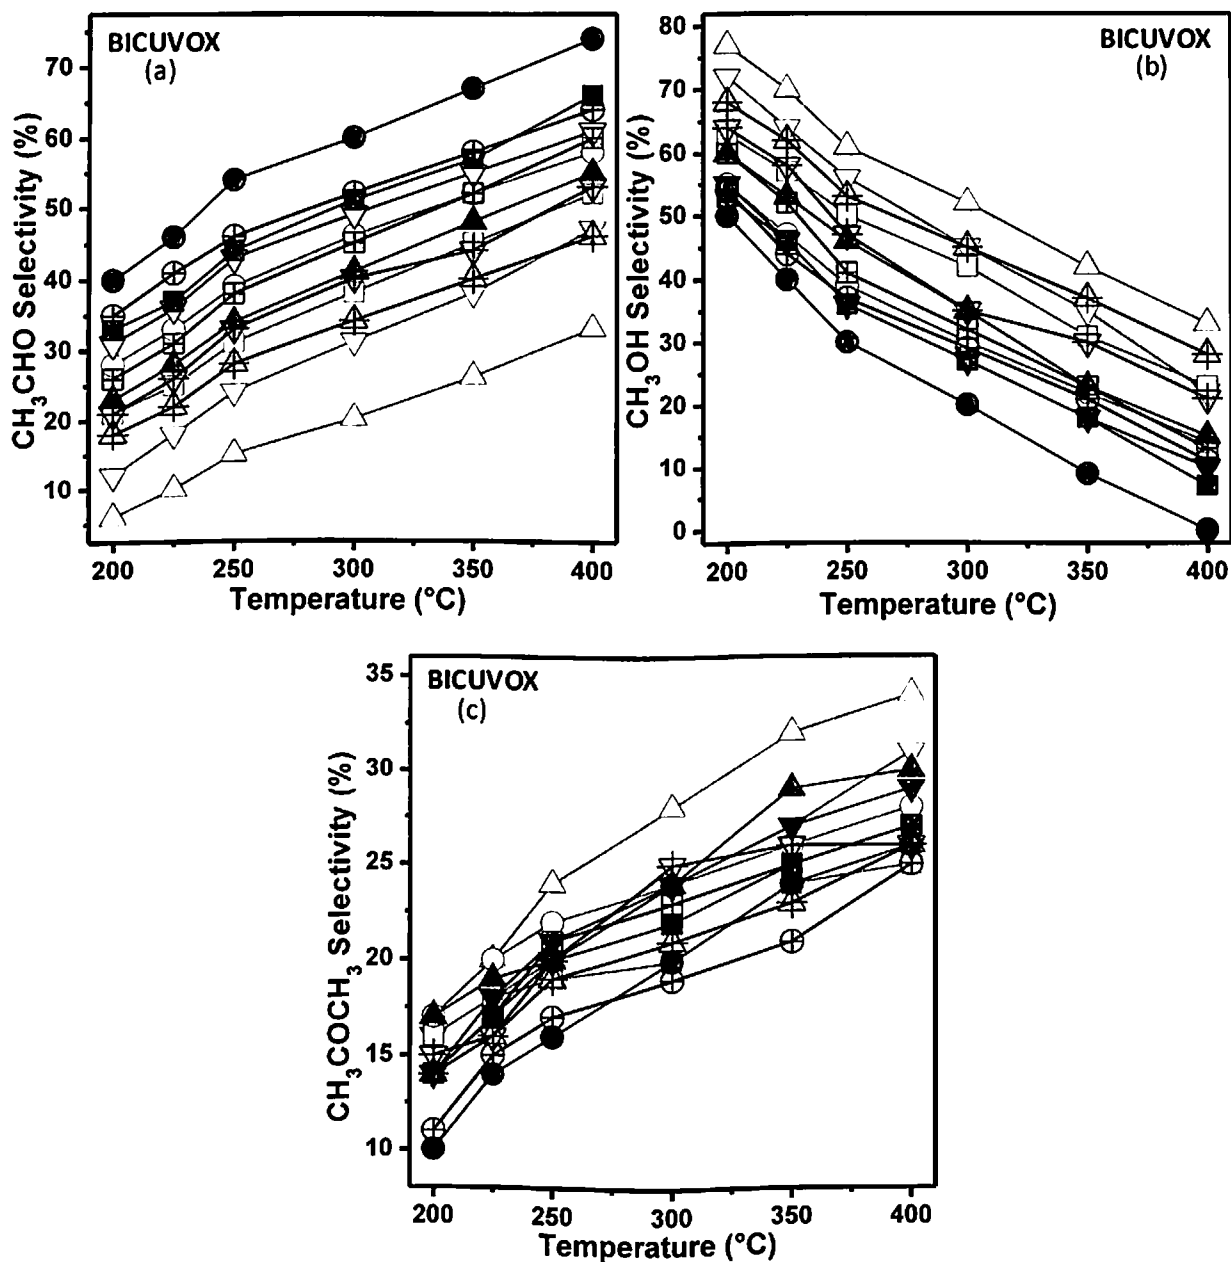 BICUVOX
(a)
CH₃CHO Selectivity (%)
70
60
50
40
30
20
10
200 250 300 350 400
Temperature (°C)
BICUVOX
(b)
CH₃OH Selectivity (%)
80
70
60
50
40
30
20
10
0
200 250 300 350 400
Temperature (°C)
BICUVOX
(c)
CH₃COCH₃ Selectivity (%)
35
30
25
20
15
10
200 250 300 350 400
Temperature (°C)